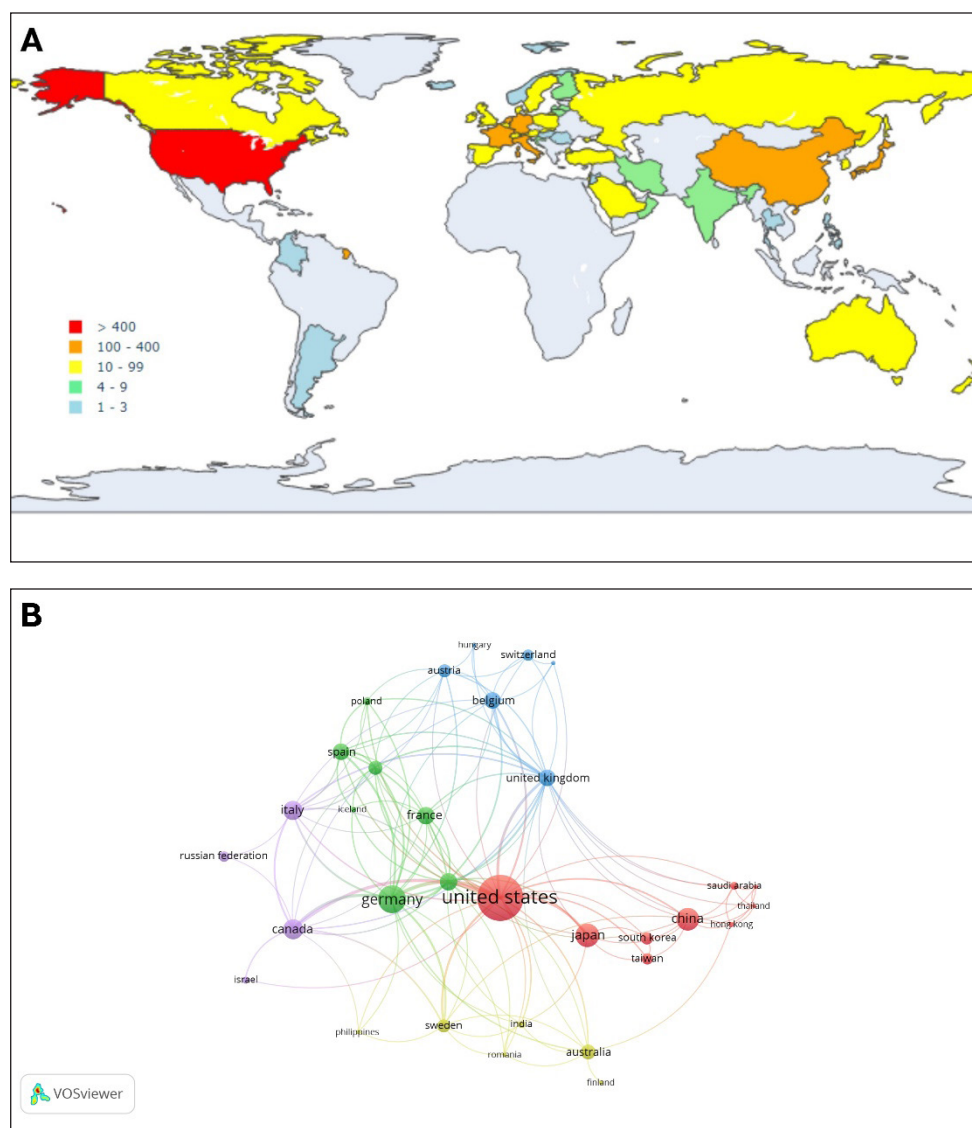 A
> 400
100 - 400
10 - 99
4 - 9
1 - 3
B
hungary
switzerland
austria
belgium
poland
spain
united kingdom
italy
iceland
france
russian federation
saudi arabia
thailand
united states
germany
china
hong kong
canada
japan
south korea
taiwan
israel
philippines
sweden
india
romania
australia
finland
VOSviewer